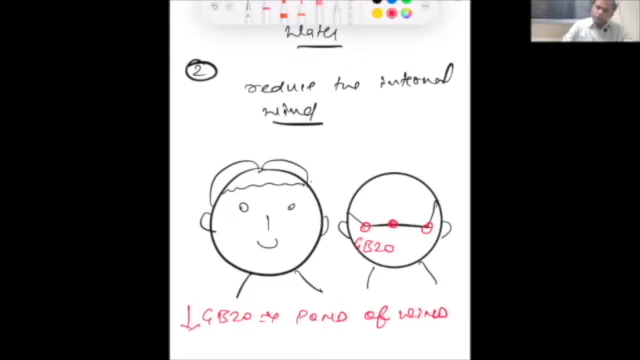 Water
2
reduce the internal
wind
GB20
↓ GB20 ⇒ POND OF WIND